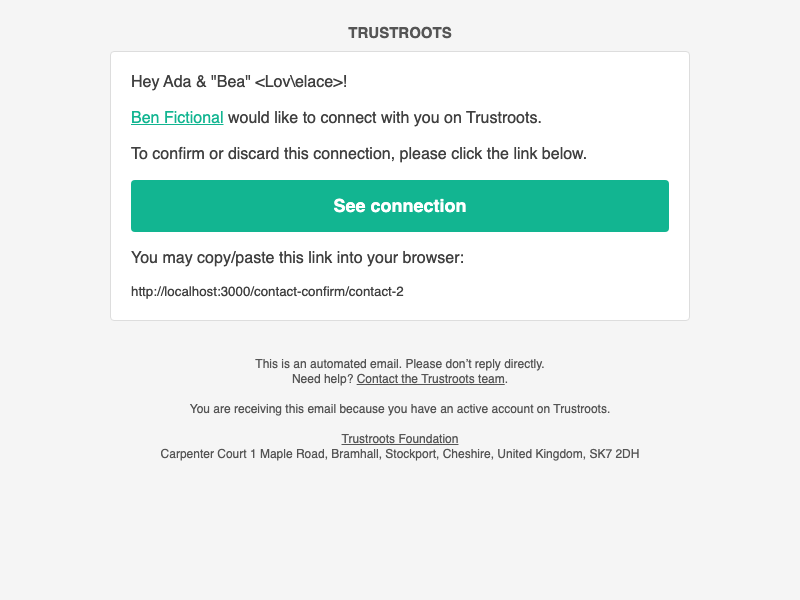 TRUSTROOTS
Hey Ada & "Bea" <Lov\elace>!
Ben Fictional would like to connect with you on Trustroots.
To confirm or discard this connection, please click the link below.
See connection
You may copy/paste this link into your browser:
http://localhost:3000/contact-confirm/contact-2
This is an automated email. Please don’t reply directly.
Need help? Contact the Trustroots team.
You are receiving this email because you have an active account on Trustroots.
Trustroots Foundation
Carpenter Court 1 Maple Road, Bramhall, Stockport, Cheshire, United Kingdom, SK7 2DH